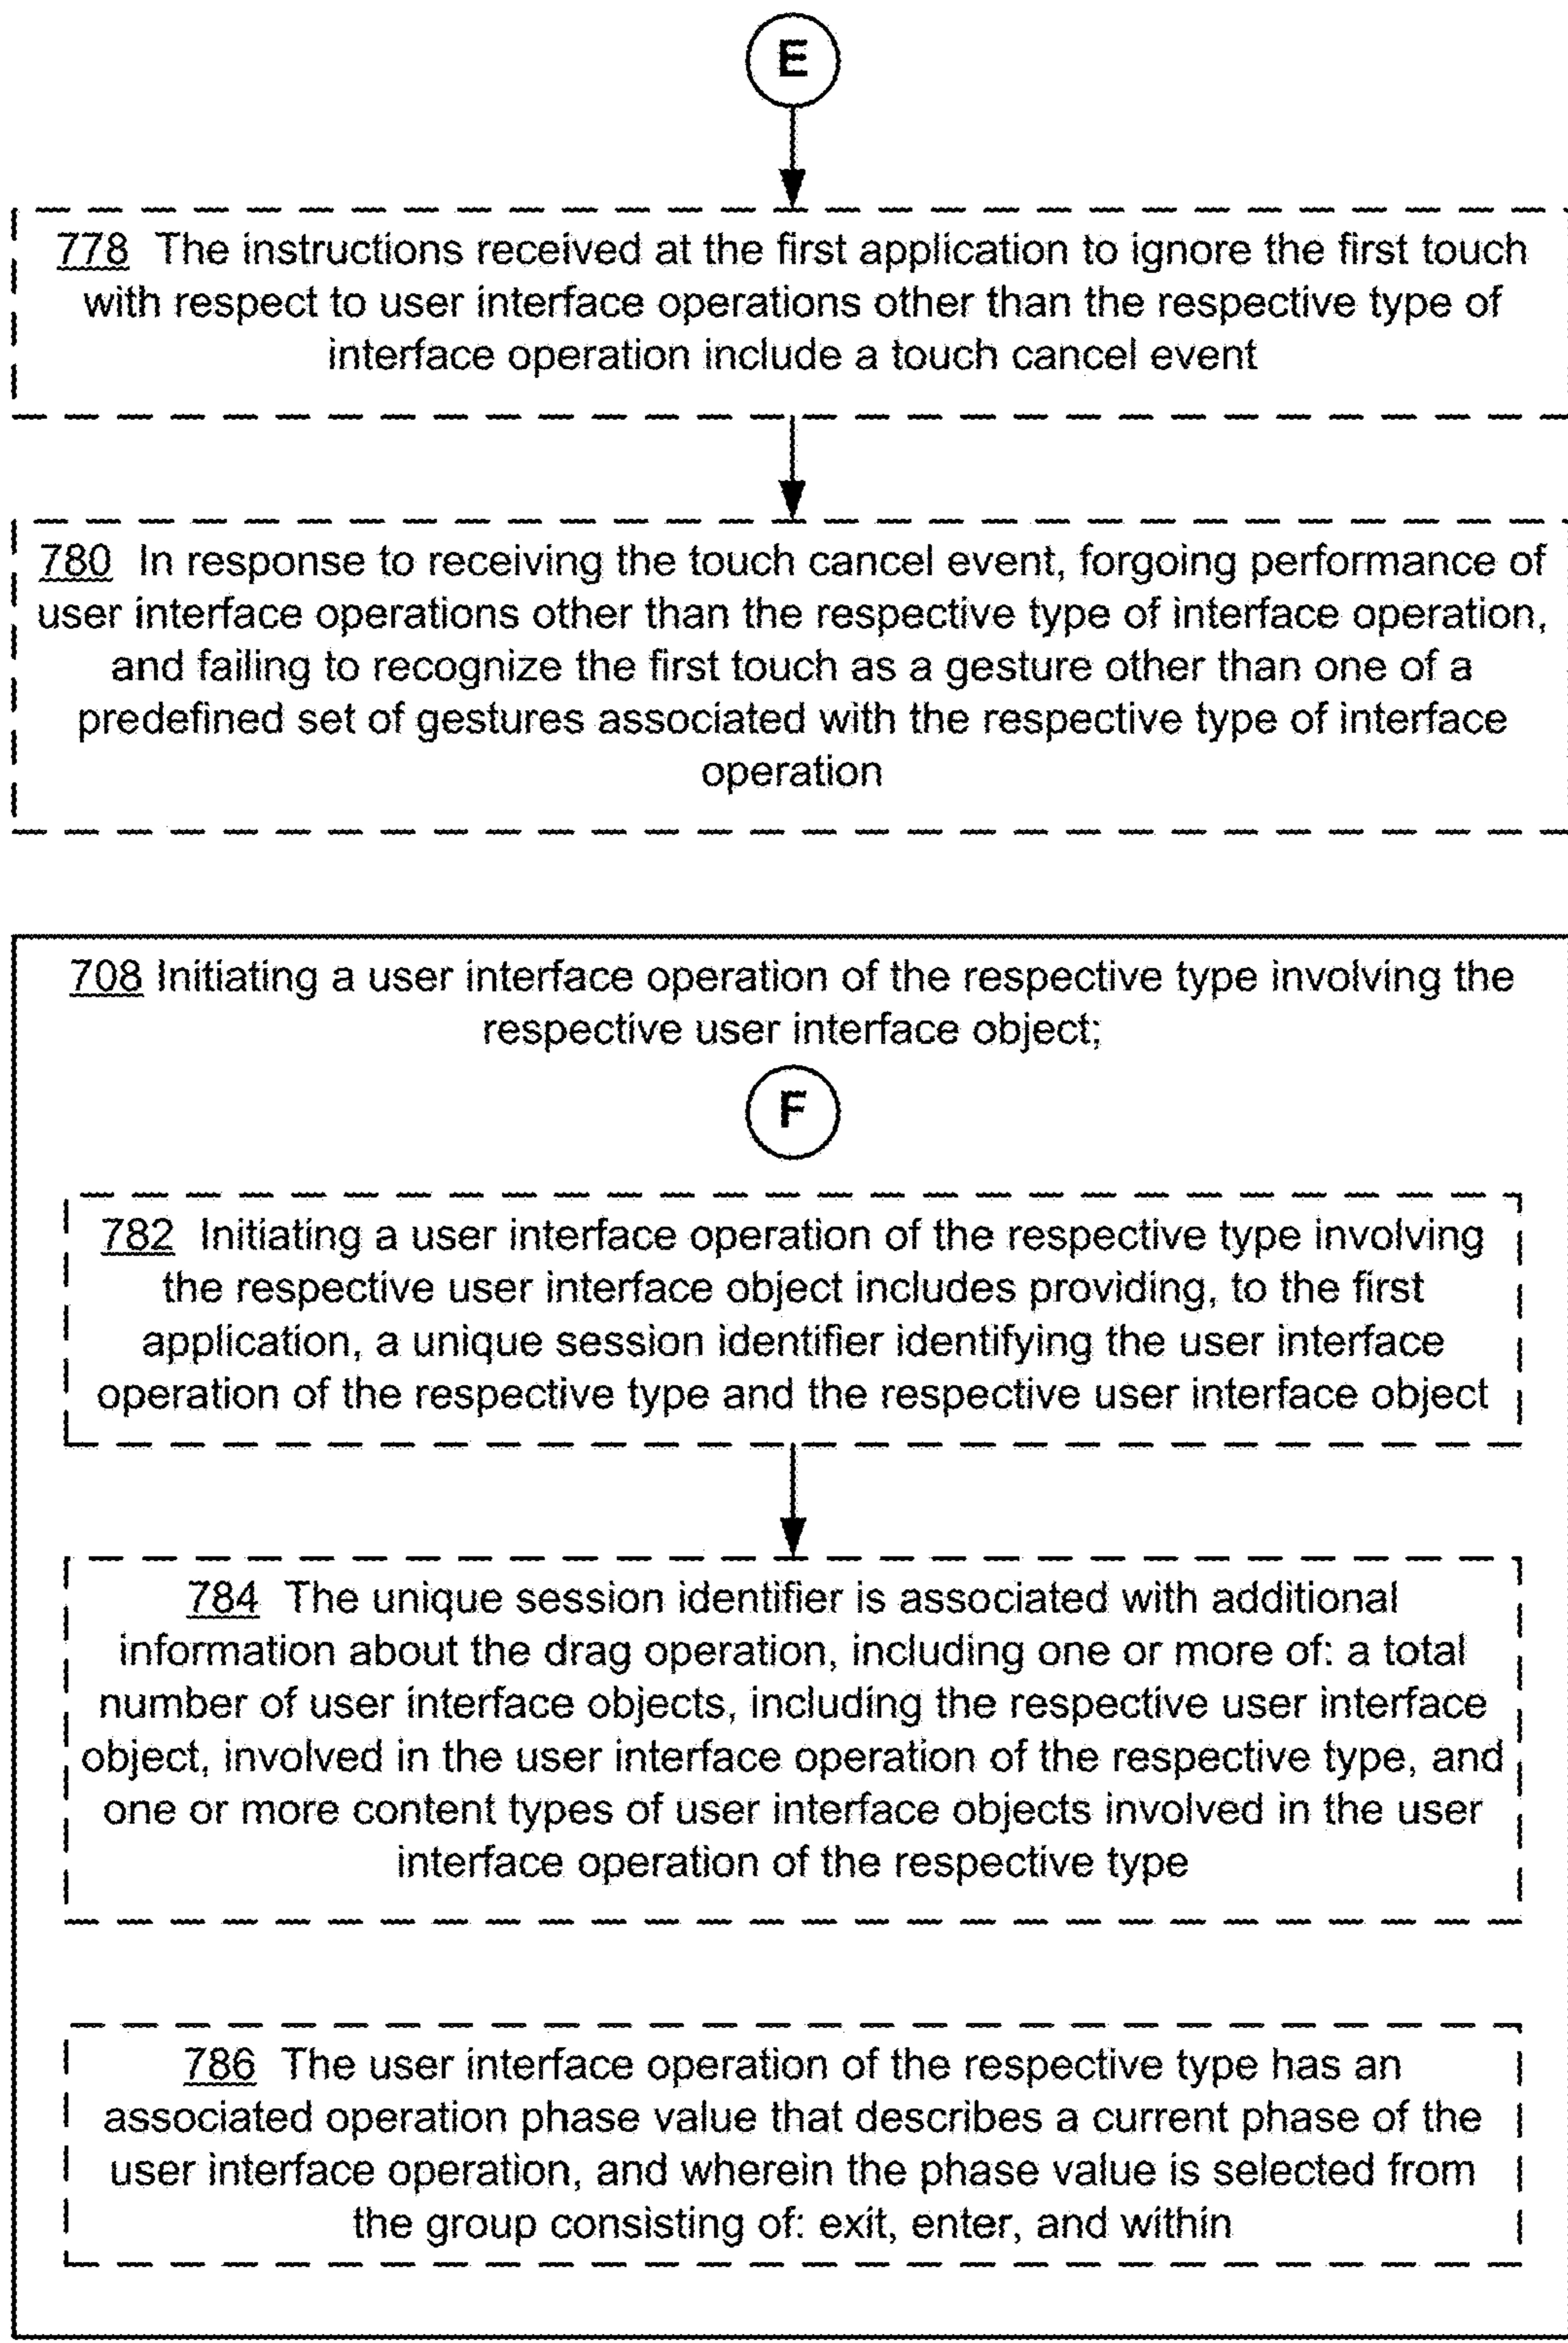 E
778 The instructions received at the first application to ignore the first touch
with respect to user interface operations other than the respective type of
interface operation include a touch cancel event
780 In response to receiving the touch cancel event, forgoing performance of
user interface operations other than the respective type of interface operation,
and failing to recognize the first touch as a gesture other than one of a
predefined set of gestures associated with the respective type of interface
operation
708 Initiating a user interface operation of the respective type involving the
respective user interface object;
F
782 Initiating a user interface operation of the respective type involving
the respective user interface object includes providing, to the first
application, a unique session identifier identifying the user interface
operation of the respective type and the respective user interface object
784 The unique session identifier is associated with additional
information about the drag operation, including one or more of: a total
number of user interface objects, including the respective user interface
object, involved in the user interface operation of the respective type, and
one or more content types of user interface objects involved in the user
interface operation of the respective type
786 The user interface operation of the respective type has an
associated operation phase value that describes a current phase of the
user interface operation, and wherein the phase value is selected from
the group consisting of: exit, enter, and within